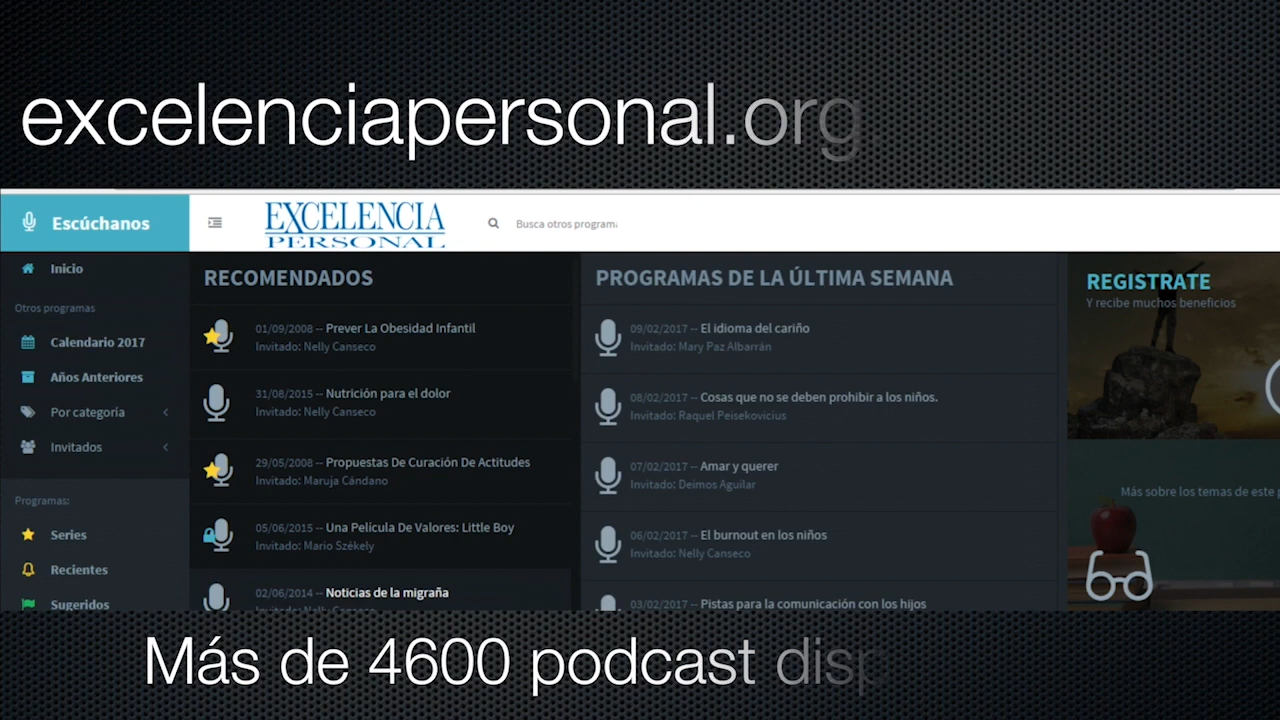 excelenciapersonal.org
Escúchanos
EXCELENCIA
PERSONAL
Busca otros programa
Inicio
Otros programas
Calendario 2017
Años Anteriores
Por categoría
Invitados
Programas:
Series
Recientes
Sugeridos
RECOMENDADOS
01/09/2008 -- Prever La Obesidad Infantil
Invitado: Nelly Canseco
31/08/2015 -- Nutrición para el dolor
Invitado: Nelly Canseco
29/05/2008 -- Propuestas De Curación De Actitudes
Invitado: Maruja Cándano
05/06/2015 -- Una Película De Valores: Little Boy
Invitado: Mario Székely
02/06/2014 -- Noticias de la migraña
Invitado: Nelly Canseco
PROGRAMAS DE LA ÚLTIMA SEMANA
09/02/2017 -- El idioma del cariño
Invitado: Mary Paz Albarrán
08/02/2017 -- Cosas que no se deben prohibir a los niños.
Invitado: Raquel Peisekovicius
07/02/2017 -- Amar y querer
Invitado: Deimos Aguilar
06/02/2017 -- El burnout en los niños
Invitado: Nelly Canseco
03/02/2017 -- Pistas para la comunicación con los hijos
REGISTRATE
Y recibe muchos beneficios
Más sobre los temas de este
Más de 4600 podcast disp